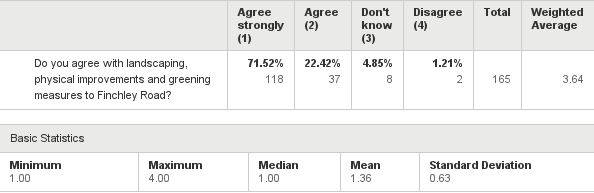 Agree strongly (1) Agree (2) Don't know (3) Disagree (4) Total Weighted Average
Do you agree with landscaping, 71.52% 22.42% 4.85% 1.21%
physical improvements and greening 118 37 8 2 165 3.64
measures to Finchley Road?
Basic Statistics
Minimum Maximum Median Mean Standard Deviation
1.00 4.00 1.00 1.36 0.63